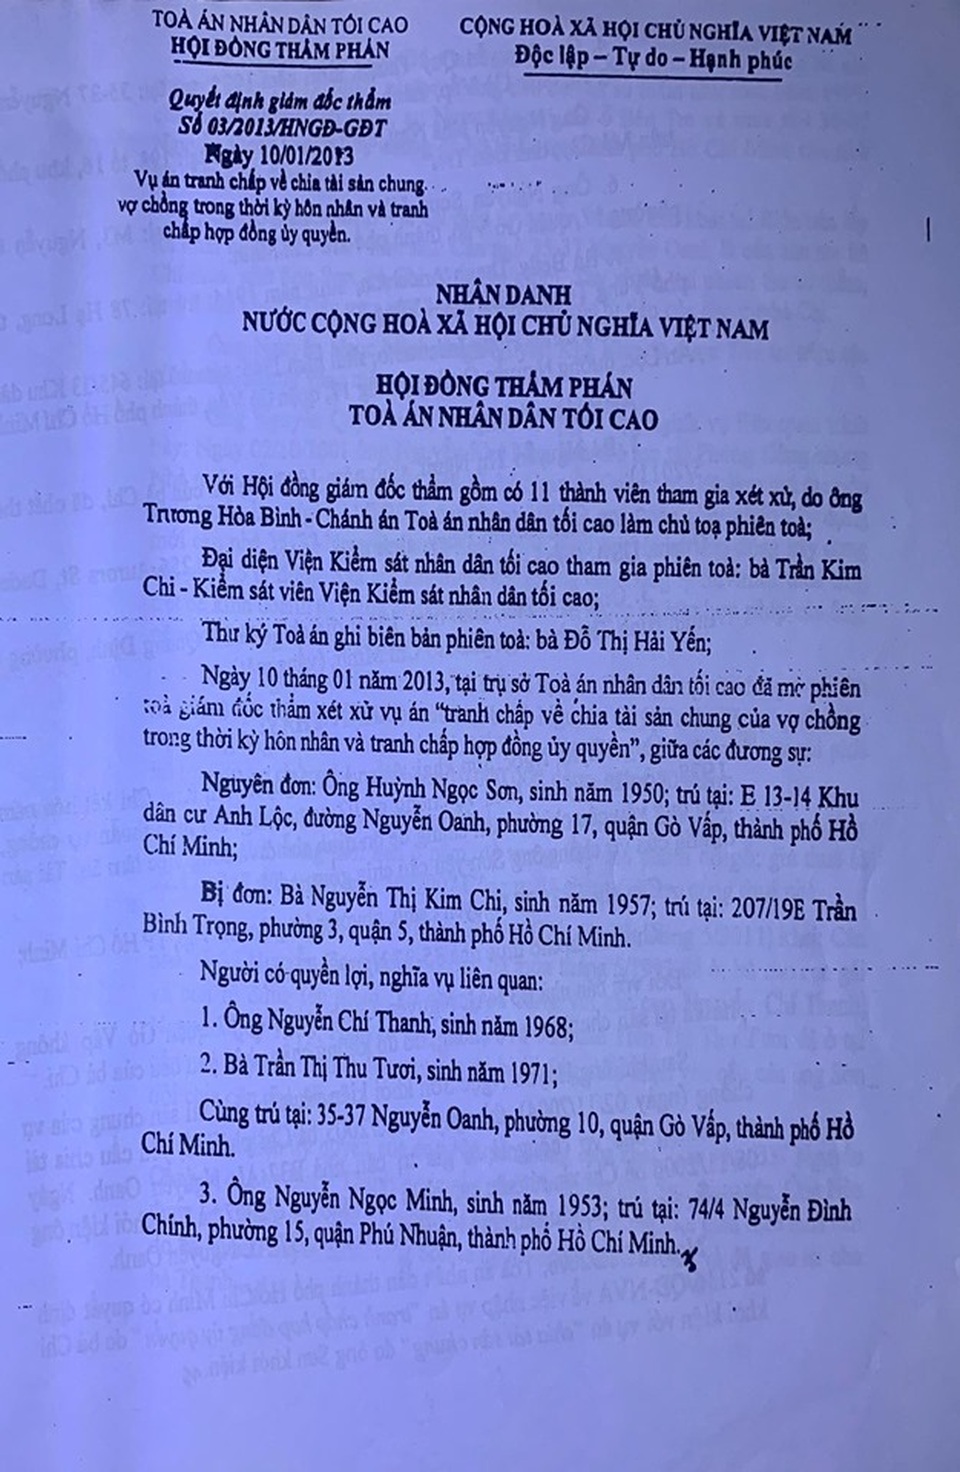 TOÀ ÁN NHÂN DÂN TỐI CAO
HỘI ĐỒNG THẨM PHÁN
CỘNG HOÀ XÃ HỘI CHỦ NGHĨA VIỆT NAM
Độc lập – Tự do – Hạnh phúc
Quyết định giám đốc thẩm
Số 03/2013/HNGĐ-GĐT
Ngày 10/01/2013
Vụ án tranh chấp về chia tài sản chung
vợ chồng trong thời kỳ hôn nhân và tranh
chấp hợp đồng ủy quyền.
NHÂN DANH
NƯỚC CỘNG HOÀ XÃ HỘI CHỦ NGHĨA VIỆT NAM
HỘI ĐỒNG THẨM PHÁN
TOÀ ÁN NHÂN DÂN TỐI CAO
Với Hội đồng giám đốc thẩm gồm có 11 thành viên tham gia xét xử, do ông
Trương Hòa Bình - Chánh án Toà án nhân dân tối cao làm chủ toạ phiên toà;
Đại diện Viện Kiểm sát nhân dân tối cao tham gia phiên toà: bà Trần Kim
Chi - Kiểm sát viên Viện Kiểm sát nhân dân tối cao;
Thư ký Toà án ghi biên bản phiên toà: bà Đỗ Thị Hải Yến;
Ngày 10 tháng 01 năm 2013, tại trụ sở Toà án nhân dân tối cao đã mở phiên
toà giám đốc thẩm xét xử vụ án “tranh chấp về chia tài sản chung của vợ chồng
trong thời kỳ hôn nhân và tranh chấp hợp đồng ủy quyền”, giữa các đương sự:
Nguyên đơn: Ông Huỳnh Ngọc Sơn, sinh năm 1950; trú tại: E 13-14 Khu
dân cư Anh Lộc, đường Nguyễn Oanh, phường 17, quận Gò Vấp, thành phố Hồ
Chí Minh;
Bị đơn: Bà Nguyễn Thị Kim Chi, sinh năm 1957; trú tại: 207/19E Trần
Bình Trọng, phường 3, quận 5, thành phố Hồ Chí Minh.
Người có quyền lợi, nghĩa vụ liên quan:
1. Ông Nguyễn Chí Thanh, sinh năm 1968;
2. Bà Trần Thị Thu Tươi, sinh năm 1971;
Cùng trú tại: 35-37 Nguyễn Oanh, phường 10, quận Gò Vấp, thành phố Hồ
Chí Minh.
3. Ông Nguyễn Ngọc Minh, sinh năm 1953; trú tại: 74/4 Nguyễn Đình
Chính, phường 15, quận Phú Nhuận, thành phố Hồ Chí Minh.